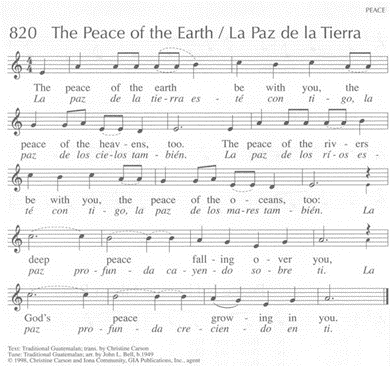 PEACE
820 The Peace of the Earth / La Paz de la Tierra
The peace of the earth be with you, the
La paz de la tie - rra es - té con ti - go, la
peace of the heav - ens, too. The peace of the riv - ers
paz de los cie - los tam - bién. La paz de los ríos es -
be with you, the peace of the o - ceans, too:
té con ti - go, la paz de los ma - res tam - bién. La
deep peace fall - ing o - ver you,
paz pro - fun - da ca - yen - do so - bre ti. La
God's peace grow - ing in you.
paz pro - fun - da cre - cien - do en ti.
Text: Traditional Guatemalan; trans. by Christine Carson
Tune: Traditional Guatemalan; arr. by John L. Bell, b.1949
© 1998, Christine Carson and Iona Community, GIA Publications, Inc., agent